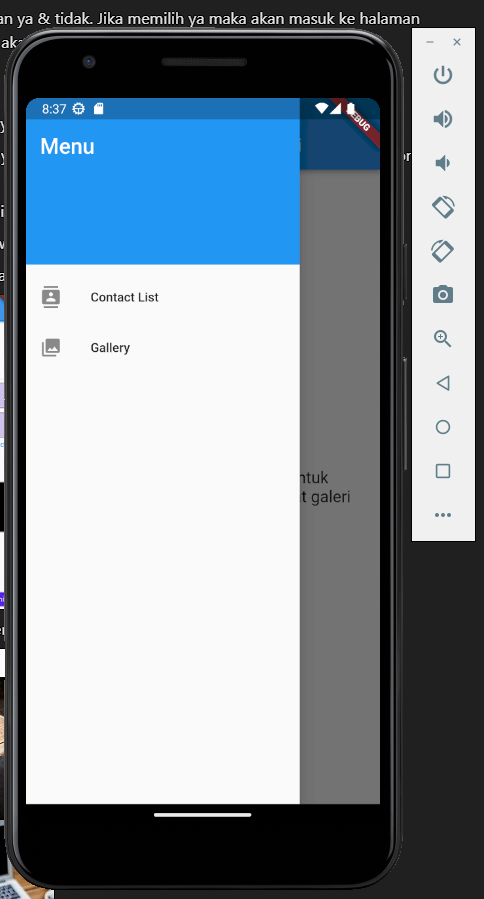 an ya & tidak. Jika memilih ya maka akan masuk ke halaman
8:37
DEBUG
Menu
Contact List
Gallery
ntuk
t galeri